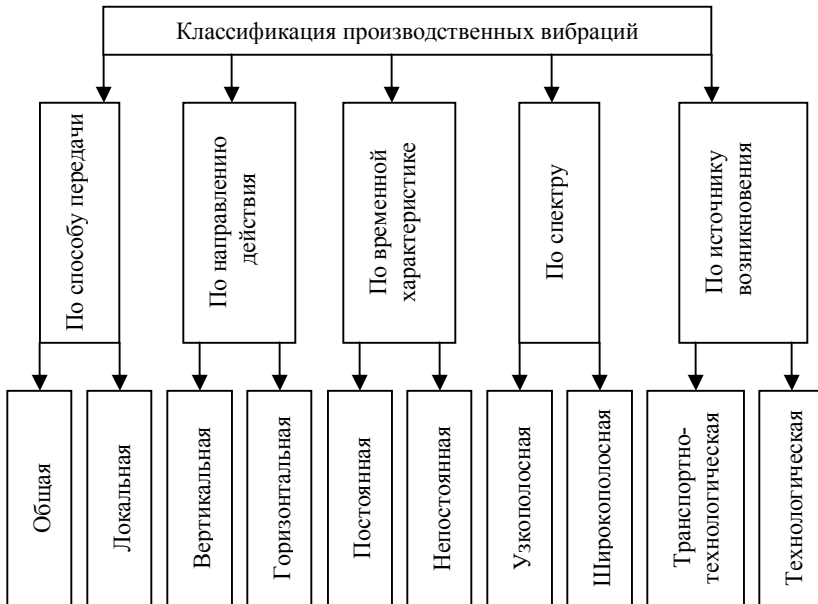 Классификация производственных вибраций
По способу передачи
По направлению
действия
По временной
характеристике
По спектру
По источнику
возникновения
Общая
Локальная
Вертикальная
Горизонтальная
Постоянная
Непостоянная
Узкополосная
Широкополосная
Транспортно-
технологическая
Технологическая